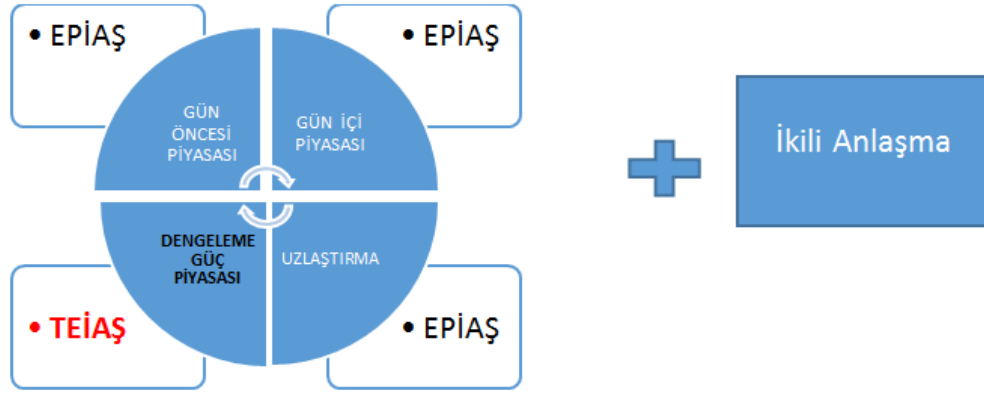 • EPİAŞ
• EPİAŞ
GÜN
ÖNCESİ
PİYASASI
GÜN İÇİ
PİYASASI
İkili Anlaşma
DENGELEME
GÜÇ
PİYASASI
UZLAŞTIRMA
• TEİAŞ
• EPİAŞ